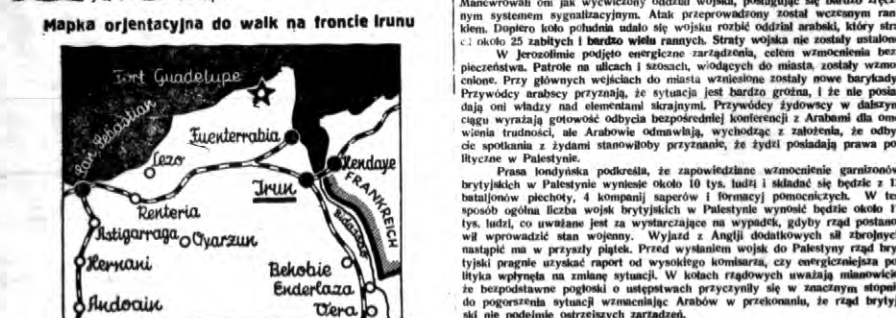 Mapka orjentacyjna do walk na froncie Irunu
Fort Guadelupe
San Sebastian
Fuenterrabia
Lezo
Hendaye
Irun
FRANKREICH
Renteria
Bidassoa
Astigarraga
Oyarzun
Hernani
Behobie
Enderlaza
Andoain
Vera
Manewrowali oni jak wyćwiczony oddział wojska, posługując się bardzo
nym systemem sygnalizacyjnym. Atak przeprowadzony został wczesnym ran
kiem. Dopiero koło południa udało się wojsku rozbić oddział arabski, który
około 25 zabitych i bardzo wielu rannych. Straty wojska nie zostały
W Jerozolimie podjęto energiczne zarządzenia, celem wzmocnienia
pieczeństwa. Patrole na ulicach i szosach, wiodących do miasta, zostały wzmo
cnione. Przy głównych wejściach do miasta wzniesione zostały nowe barykady
Przywódcy arabscy przyznają, że sytuacja jest bardzo groźna, i że nie posia
dają oni władzy nad elementami skrajnymi. Przywódcy żydowscy w dalszym
ciągu wyrażają gotowość odbycia bezpośredniej konferencji z Arabami dla omó
wienia trudności, ale Arabowie odmawiają, wychodząc z założenia, że odby
cie spotkania z żydami stanowiłoby przyznanie, że żydzi posiadają prawa po
lityczne w Palestynie.
Prasa londyńska podkreśla, że zapowiedziane wzmocnienie garnizonów
brytyjskich w Palestynie wyniesie około 10 tys. ludzi i składać się będzie z
bataljonów piechoty, 4 kompanij saperów i formacyj pomocniczych. W
sposób ogólna liczba wojsk brytyjskich w Palestynie wynosić będzie około
tys. ludzi, co uważane jest za wystarczające na wypadek, gdyby rząd postano
wił wprowadzić stan wojenny. Wyjazd z Anglji dodatkowych sił zbrojnych
nastąpić ma w przyszły piątek. Przed wysłaniem wojsk do Palestyny rząd bry
tyjski pragnie uzyskać raport od wysokiego komisarza, czy energiczniejsza po
lityka wpłynęła na zmianę sytuacji. W kołach rządowych uważają mianowicie
że bezpodstawne pogłoski o ustępstwach przyczyniły się w znacznym stopni
do pogorszenia sytuacji wzmacniając Arabów w przekonaniu, że rząd brytyj
ski nie podejmie ostrzejszych zarządzeń.